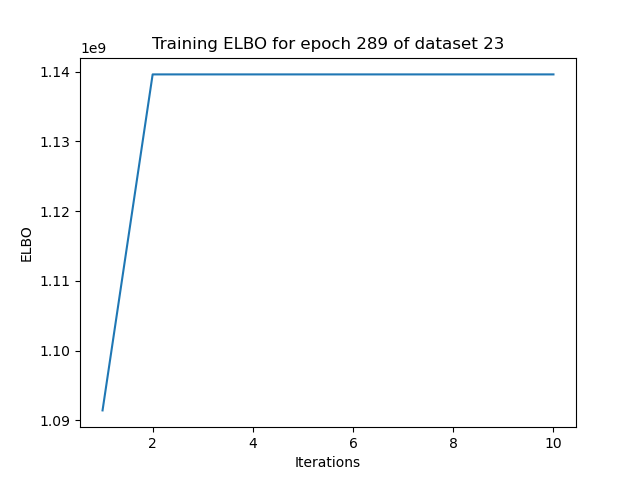 Training ELBO for epoch 289 of dataset 23
1e9
1.14
1.13
1.12
1.11
1.10
1.09
ELBO
2 4 6 8 10
Iterations